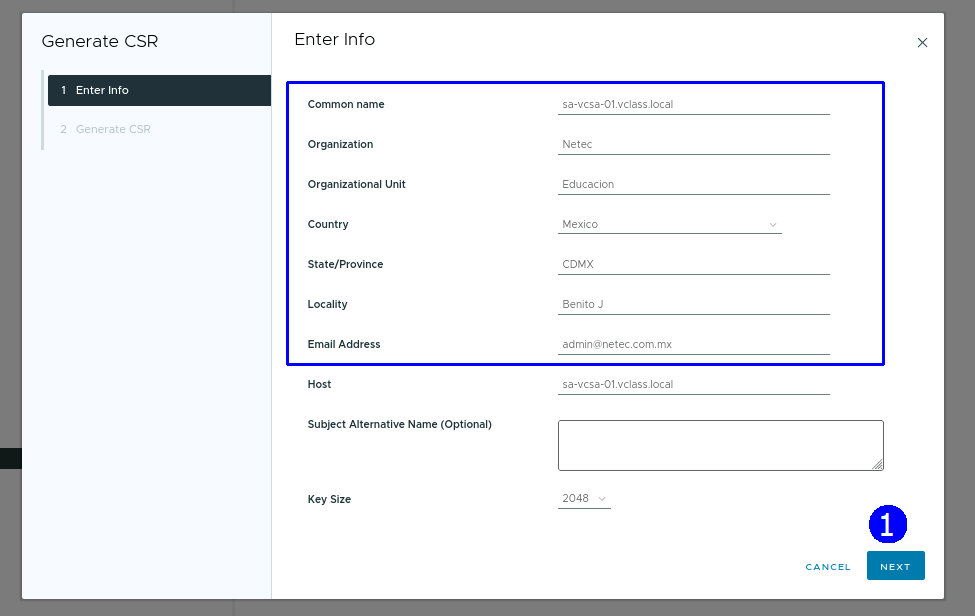 Generate CSR
1 Enter Info
2 Generate CSR
Enter Info
Common name sa-vcsa-01.vclass.local
Organization Netec
Organizational Unit Educacion
Country Mexico
State/Province CDMX
Locality Benito J
Email Address admin@netec.com.mx
Host sa-vcsa-01.vclass.local
Subject Alternative Name (Optional)
Key Size 2048
1
CANCEL NEXT